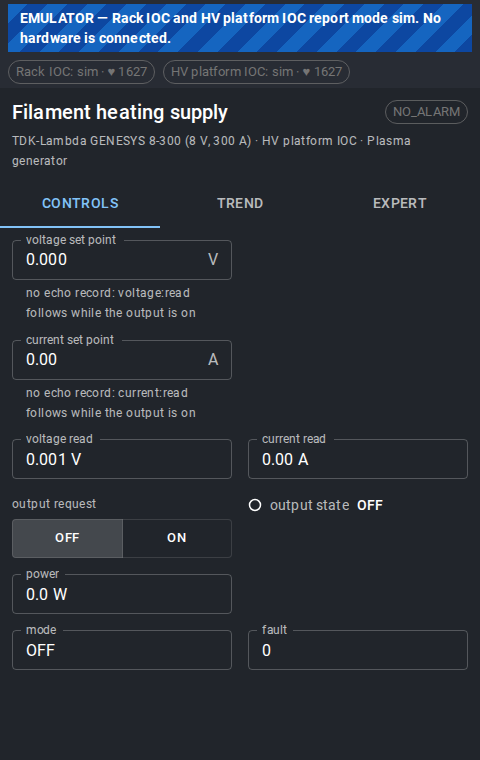 EMULATOR — Rack IOC and HV platform IOC report mode sim. No
hardware is connected.
Rack IOC: sim · ♥ 1627
HV platform IOC: sim · ♥ 1627
Filament heating supply
NO_ALARM
TDK-Lambda GENESYS 8-300 (8 V, 300 A) · HV platform IOC · Plasma
generator
CONTROLS
TREND
EXPERT
voltage set point
0.000 V
no echo record: voltage:read
follows while the output is on
current set point
0.00 A
no echo record: current:read
follows while the output is on
voltage read
0.001 V
current read
0.00 A
output request
OFF
ON
output state OFF
power
0.0 W
mode
OFF
fault
0